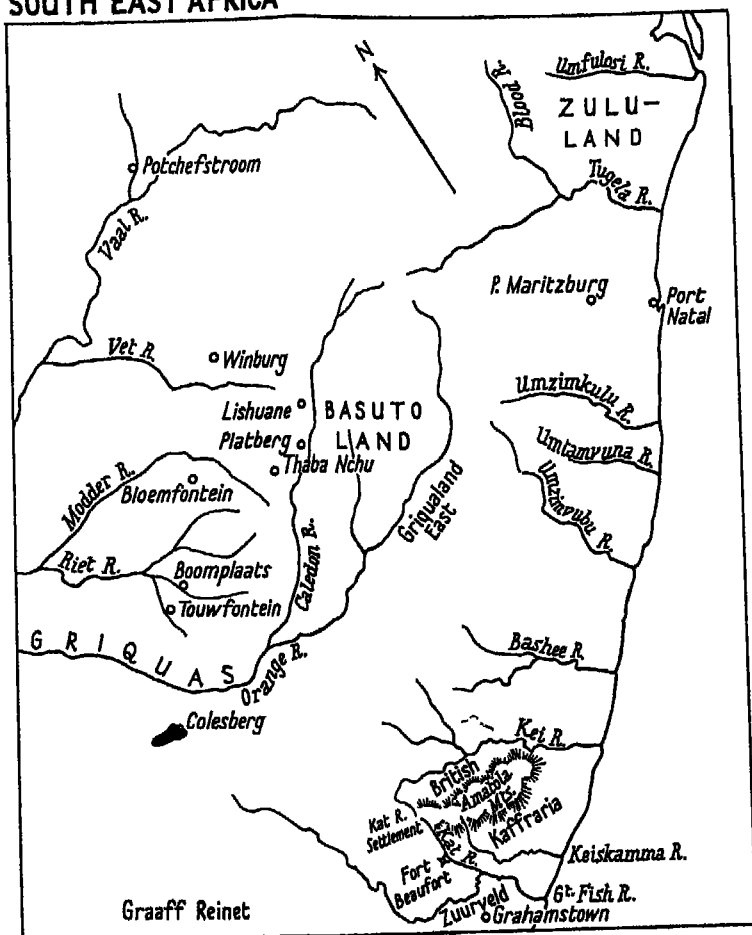 SOUTH EAST AFRICA
N
Umfulosi R.
Blood R.
ZULU-
LAND
Tugela R.
Potchefstroom
Vaal R.
P. Maritzburg
Port
Natal
Vet R.
Winburg
Umzimkulu R.
Lishuane
BASUTO
LAND
Platberg
Thaba Nchu
Umtamvuna R.
Umzimvubu R.
Modder R.
Bloemfontein
Griqualand
East
Riet R.
Boomplaats
Caledon R.
Touwfontein
GRIQUAS
Orange R.
Bashee R.
Colesberg
Kei R.
British
Amatola
Mts.
Kaffraria
Kat R.
Settlement
Kat R.
Keiskamma R.
Fort
Beaufort
Gt. Fish R.
Zuurveld
Grahamstown
Graaff Reinet